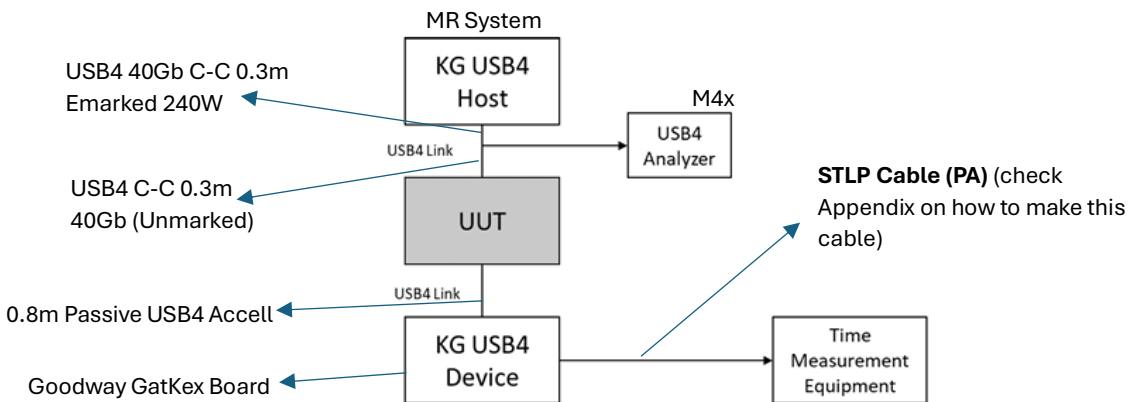 MR System
USB4 40Gb C-C 0.3m
Emarked 240W
KG USB4
Host
M4x
USB4
Analyzer
USB4 Link
USB4 C-C 0.3m
40Gb (Unmarked)
UUT
STLP Cable (PA) (check
Appendix on how to make this
cable)
USB4 Link
0.8m Passive USB4 Accell
KG USB4
Device
Time
Measurement
Equipment
Goodway GatKex Board